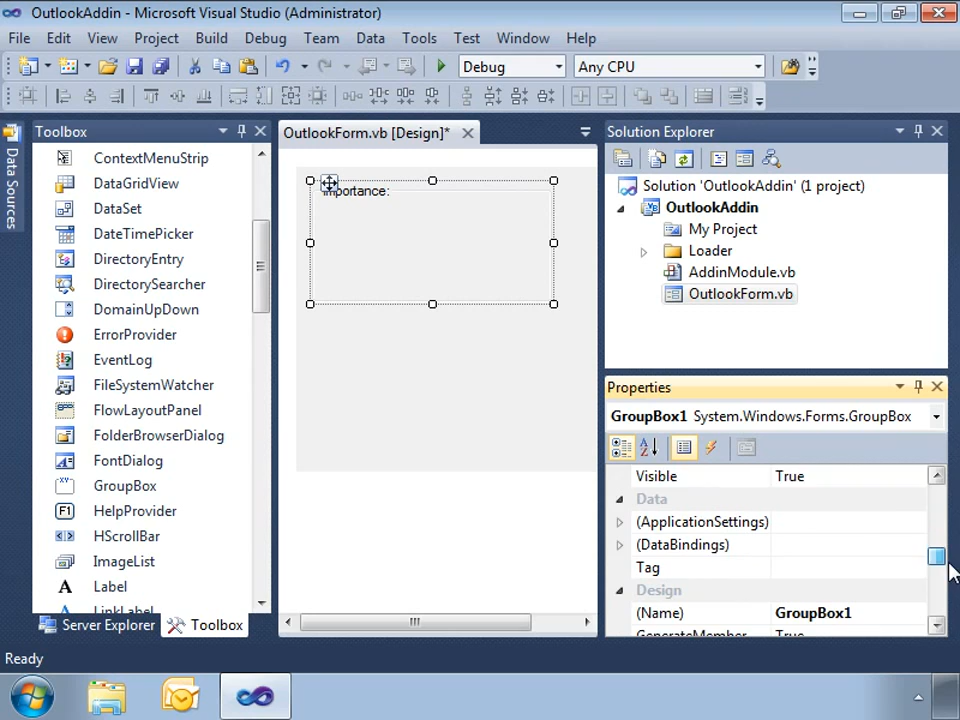 OutlookAddin - Microsoft Visual Studio (Administrator)
File Edit View Project Build Debug Team Data Tools Test Window Help
Debug Any CPU
Data Sources
Toolbox
ContextMenuStrip
DataGridView
DataSet
DateTimePicker
DirectoryEntry
DirectorySearcher
DomainUpDown
ErrorProvider
EventLog
FileSystemWatcher
FlowLayoutPanel
FolderBrowserDialog
FontDialog
GroupBox
HelpProvider
HScrollBar
ImageList
Label
LinkLabel
Server Explorer Toolbox
OutlookForm.vb [Design]*
Importance:
Solution Explorer
Solution 'OutlookAddin' (1 project)
OutlookAddin
My Project
Loader
AddinModule.vb
OutlookForm.vb
Properties
GroupBox1 System.Windows.Forms.GroupBox
Visible True
Data
(ApplicationSettings)
(DataBindings)
Tag
Design
(Name) GroupBox1
GenerateMember True
Ready